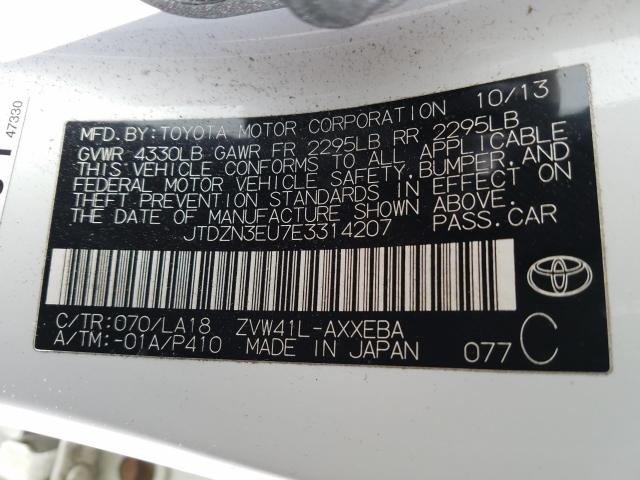 47330
MFD. BY: TOYOTA MOTOR CORPORATION 10/13
GVWR 4330LB GAWR FR 2295LB RR 2295LB
THIS VEHICLE CONFORMS TO ALL APPLICABLE
FEDERAL MOTOR VEHICLE SAFETY, BUMPER, AND
THEFT PREVENTION STANDARDS IN EFFECT ON
THE DATE OF MANUFACTURE SHOWN ABOVE.
JTDZN3EU7E3314207 PASS. CAR
C/TR: 070/LA18 ZVW41L-AXXEBA
A/TM: -01A/P410 MADE IN JAPAN 077 C